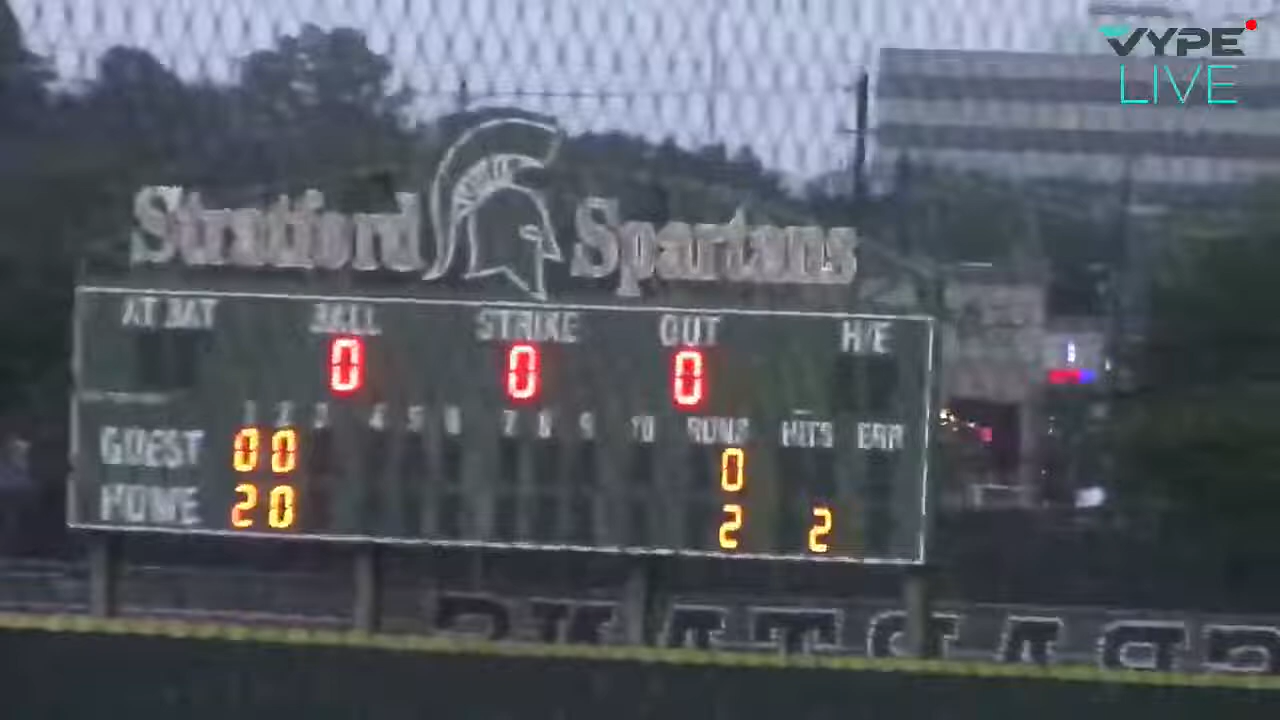 VYPE
LIVE
Stratford Spartans
AT BAT BALL STRIKE OUT H/E
0 0 0
1 2 3 4 5 6 7 8 9 10 RUNS HITS ERR
GUEST 0 0 0
HOME 2 0 2 2